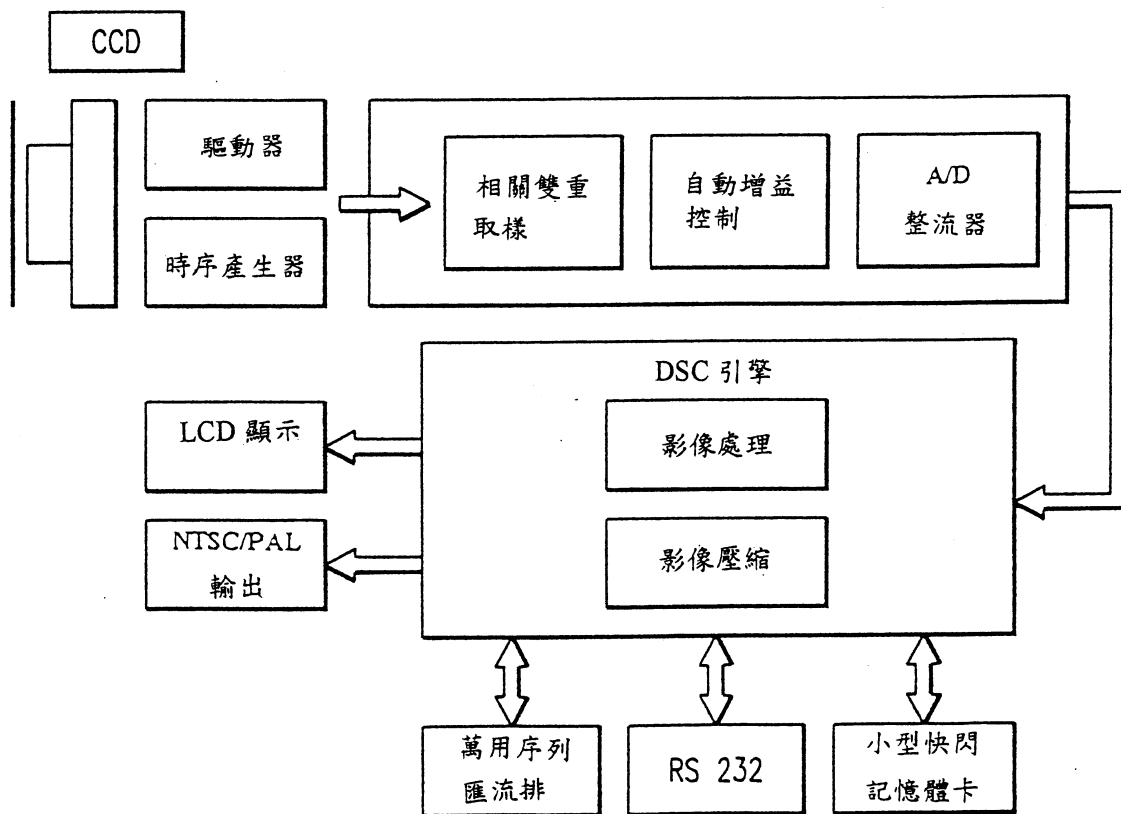 CCD
驅動器
時序產生器
相關雙重
取樣
自動增益
控制
A/D
整流器
DSC 引擎
影像處理
影像壓縮
LCD 顯示
NTSC/PAL
輸出
萬用序列
匯流排
RS 232
小型快閃
記憶體卡